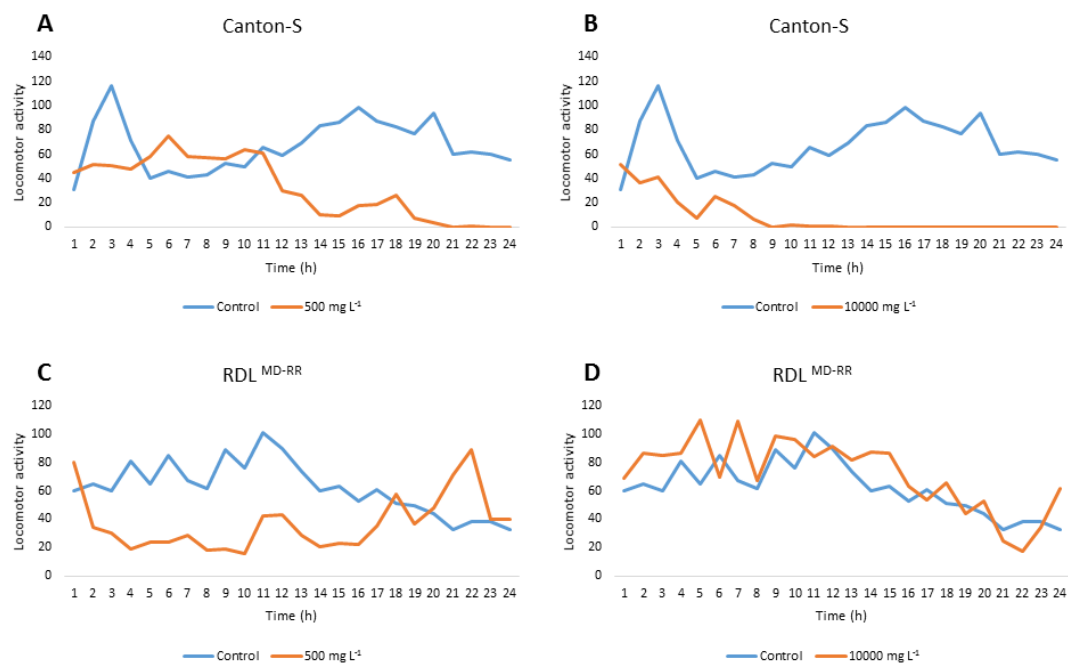 A
Canton-S
Locomotor activity
140
120
100
80
60
40
20
0
1 2 3 4 5 6 7 8 9 10 11 12 13 14 15 16 17 18 19 20 21 22 23 24
Time (h)
Control 500 mg L⁻¹
B
Canton-S
Locomotor activity
140
120
100
80
60
40
20
0
1 2 3 4 5 6 7 8 9 10 11 12 13 14 15 16 17 18 19 20 21 22 23 24
Time (h)
Control 10000 mg L⁻¹
C
RDL MD-RR
Locomotor activity
120
100
80
60
40
20
0
1 2 3 4 5 6 7 8 9 10 11 12 13 14 15 16 17 18 19 20 21 22 23 24
Time (h)
Control 500 mg L⁻¹
D
RDL MD-RR
Locomotor activity
120
100
80
60
40
20
0
1 2 3 4 5 6 7 8 9 10 11 12 13 14 15 16 17 18 19 20 21 22 23 24
Time (h)
Control 10000 mg L⁻¹